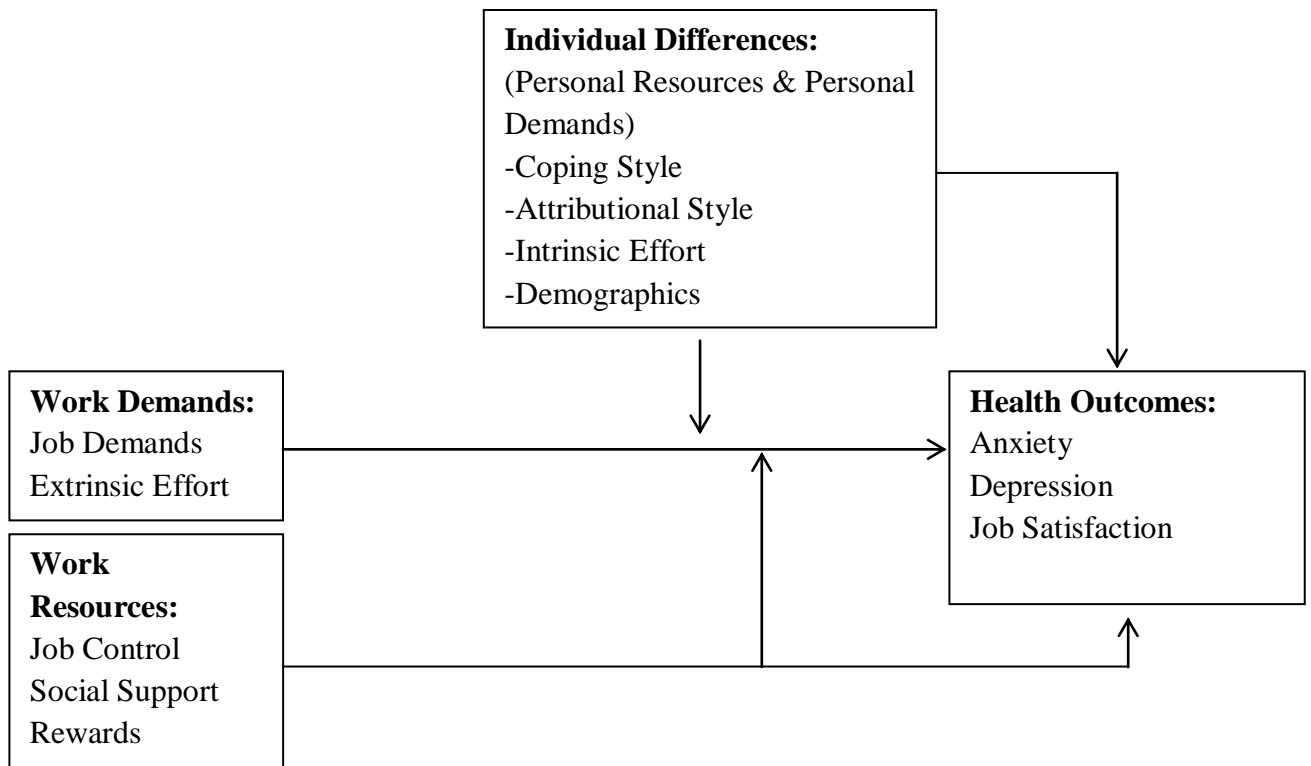 Individual Differences:
(Personal Resources & Personal
Demands)
-Coping Style
-Attributional Style
-Intrinsic Effort
-Demographics
Work Demands:
Job Demands
Extrinsic Effort
Health Outcomes:
Anxiety
Depression
Job Satisfaction
Work
Resources:
Job Control
Social Support
Rewards